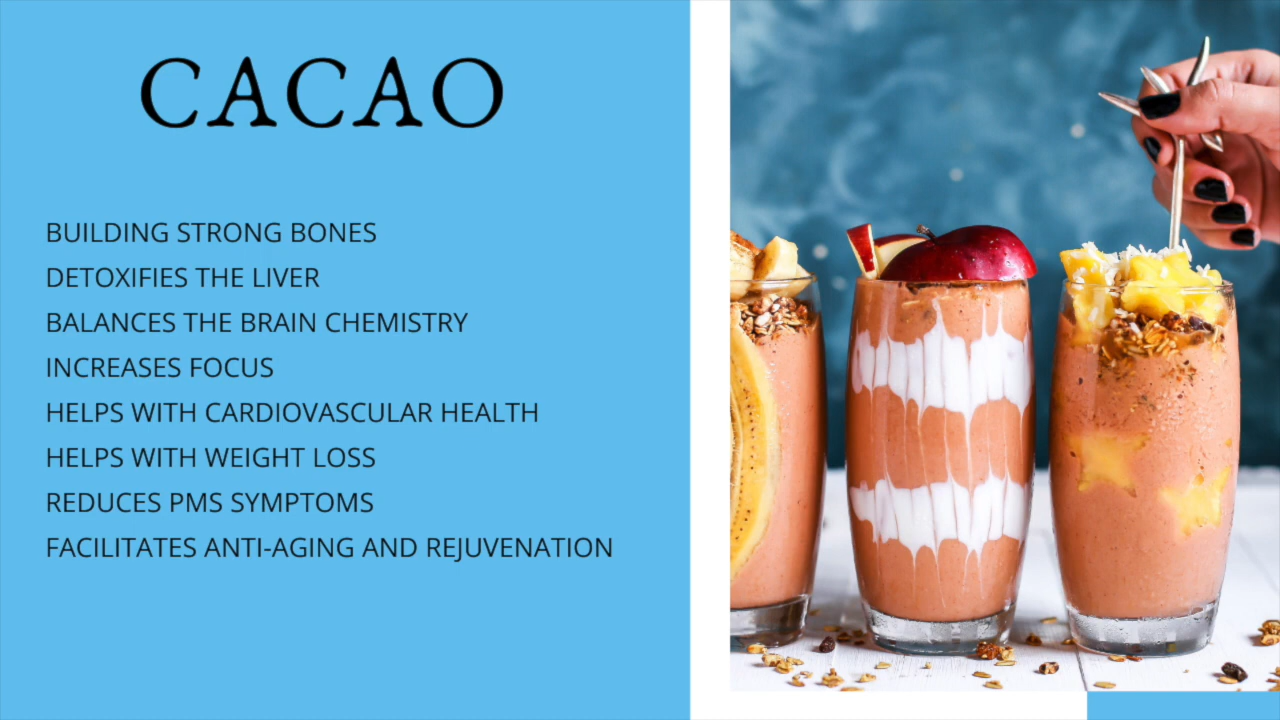 CACAO
BUILDING STRONG BONES
DETOXIFIES THE LIVER
BALANCES THE BRAIN CHEMISTRY
INCREASES FOCUS
HELPS WITH CARDIOVASCULAR HEALTH
HELPS WITH WEIGHT LOSS
REDUCES PMS SYMPTOMS
FACILITATES ANTI-AGING AND REJUVENATION